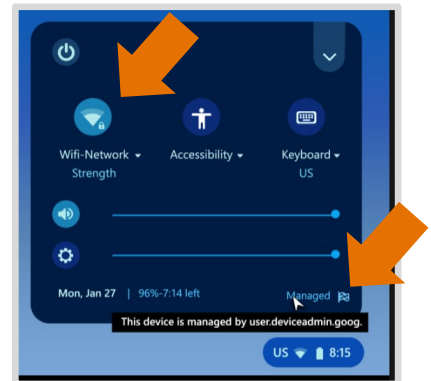 Wifi-Network
Accessibility
Keyboard
Strength
US
Mon, Jan 27 | 96%-7:14 left
Managed
This device is managed by user.deviceadmin.goog.
US 8:15